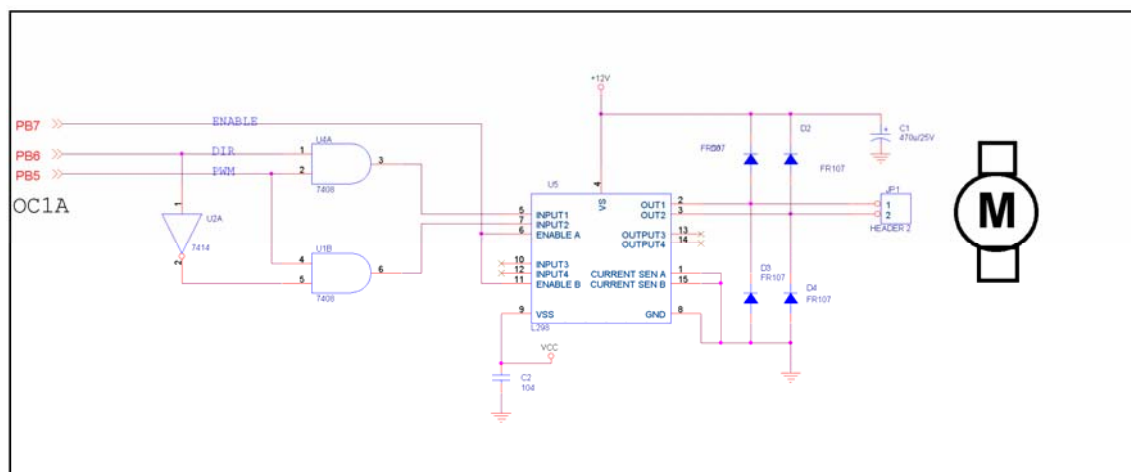 +12V
PB7 ENABLE
PB6 DIR
PB5 PWM
OC1A
U4A
1
2
3
7408
1
U2A
7414
2
U1B
4
5
6
7408
U5
4
VS
5 INPUT1
7 INPUT2
6 ENABLE A
10 INPUT3
12 INPUT4
11 ENABLE B
9 VSS
OUT1 2
OUT2 3
OUTPUT3 13
OUTPUT4 14
CURRENT SEN A 1
CURRENT SEN B 15
GND 8
L298
VCC
C2
104
D2
FR107
D3
FR107
D4
FR107
C1
470u/25V
JP1
1
2
HEADER 2
M